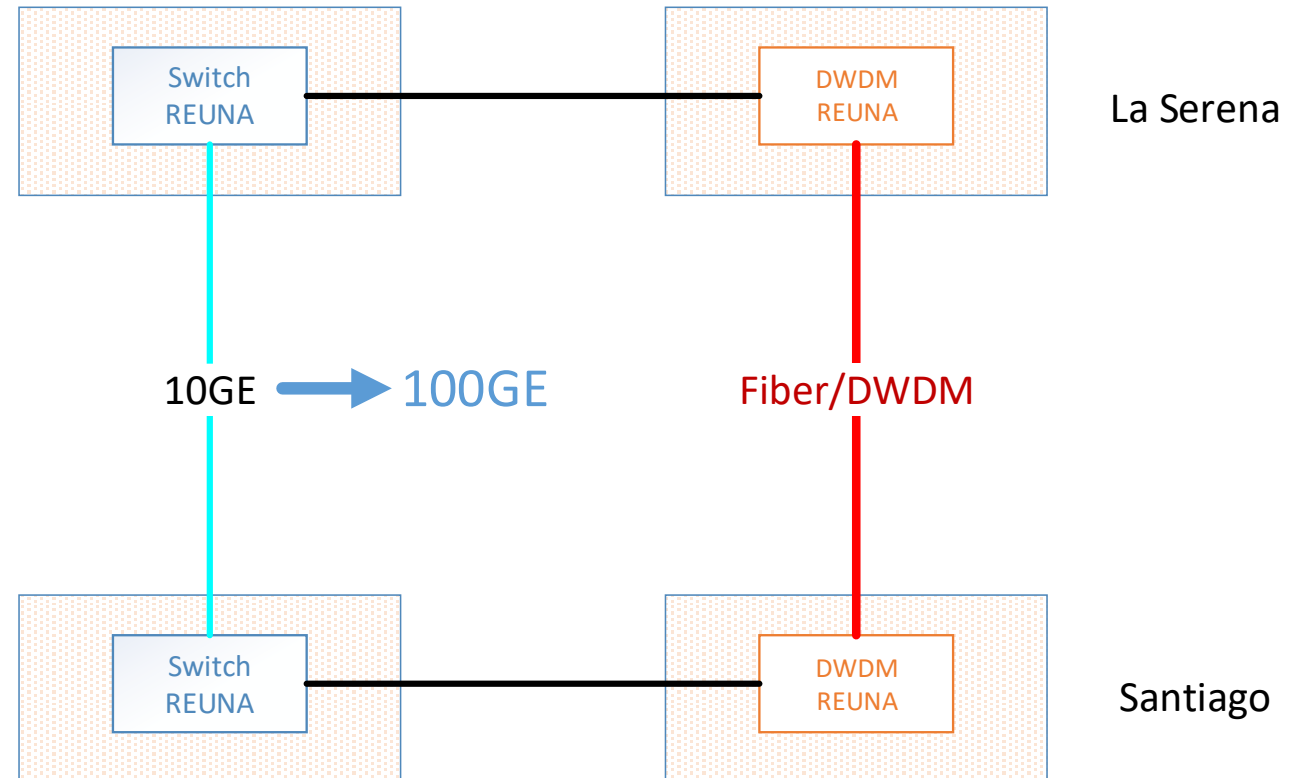 Switch
REUNA
DWDM
REUNA
La Serena
10GE
100GE
Fiber/DWDM
Switch
REUNA
DWDM
REUNA
Santiago